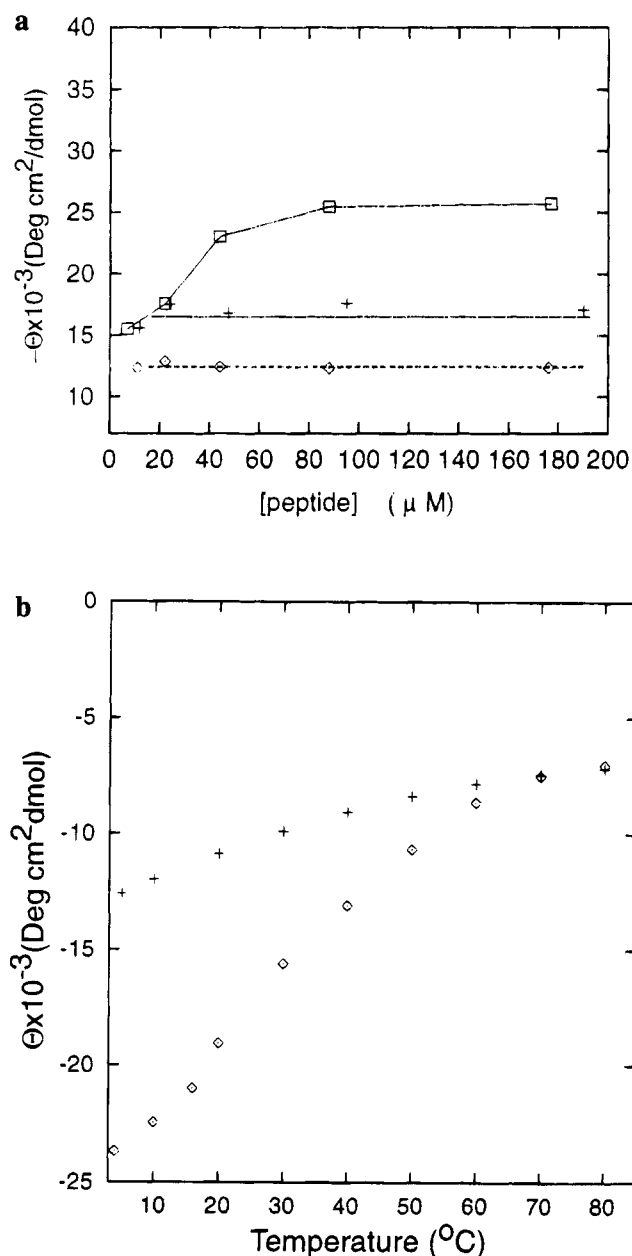 a
40
35
30
25
20
15
10
−Θx10⁻³(Deg cm²/dmol)
0 20 40 60 80 100 120 140 160 180 200
[peptide] ( μ M)
b
0
-5
-10
-15
-20
-25
Θx10⁻³(Deg cm²dmol)
10 20 30 40 50 60 70 80
Temperature (ºC)